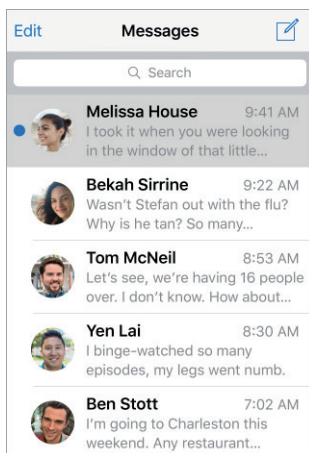 Edit Messages
Search
Melissa House 9:41 AM
I took it when you were looking
in the window of that little...
Bekah Sirrine 9:22 AM
Wasn't Stefan out with the flu?
Why is he tan? So many...
Tom McNeil 8:53 AM
Let's see, we're having 16 people
over. I don't know. How about...
Yen Lai 8:30 AM
I binge-watched so many
episodes, my legs went numb.
Ben Stott 7:02 AM
I'm going to Charleston this
weekend. Any restaurant...